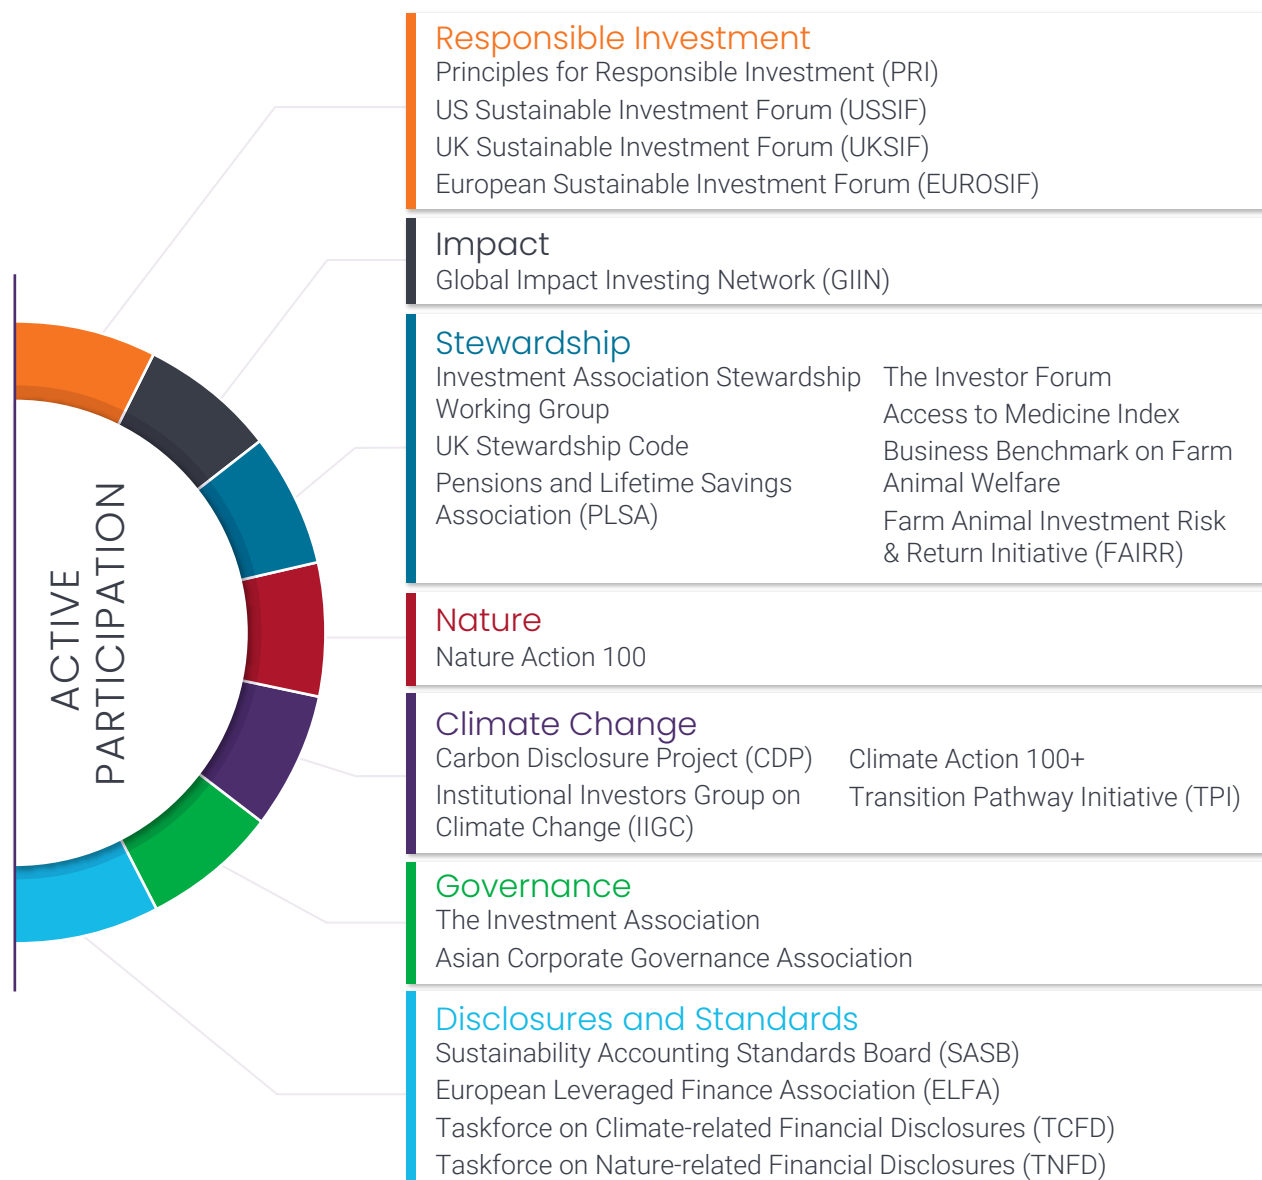 ACTIVE
PARTICIPATION
Responsible Investment
Principles for Responsible Investment (PRI)
US Sustainable Investment Forum (USSIF)
UK Sustainable Investment Forum (UKSIF)
European Sustainable Investment Forum (EUROSIF)
Impact
Global Impact Investing Network (GIIN)
Stewardship
Investment Association Stewardship
Working Group
UK Stewardship Code
Pensions and Lifetime Savings
Association (PLSA)
The Investor Forum
Access to Medicine Index
Business Benchmark on Farm
Animal Welfare
Farm Animal Investment Risk
& Return Initiative (FAIRR)
Nature
Nature Action 100
Climate Change
Carbon Disclosure Project (CDP)
Institutional Investors Group on
Climate Change (IIGC)
Climate Action 100+
Transition Pathway Initiative (TPI)
Governance
The Investment Association
Asian Corporate Governance Association
Disclosures and Standards
Sustainability Accounting Standards Board (SASB)
European Leveraged Finance Association (ELFA)
Taskforce on Climate-related Financial Disclosures (TCFD)
Taskforce on Nature-related Financial Disclosures (TNFD)